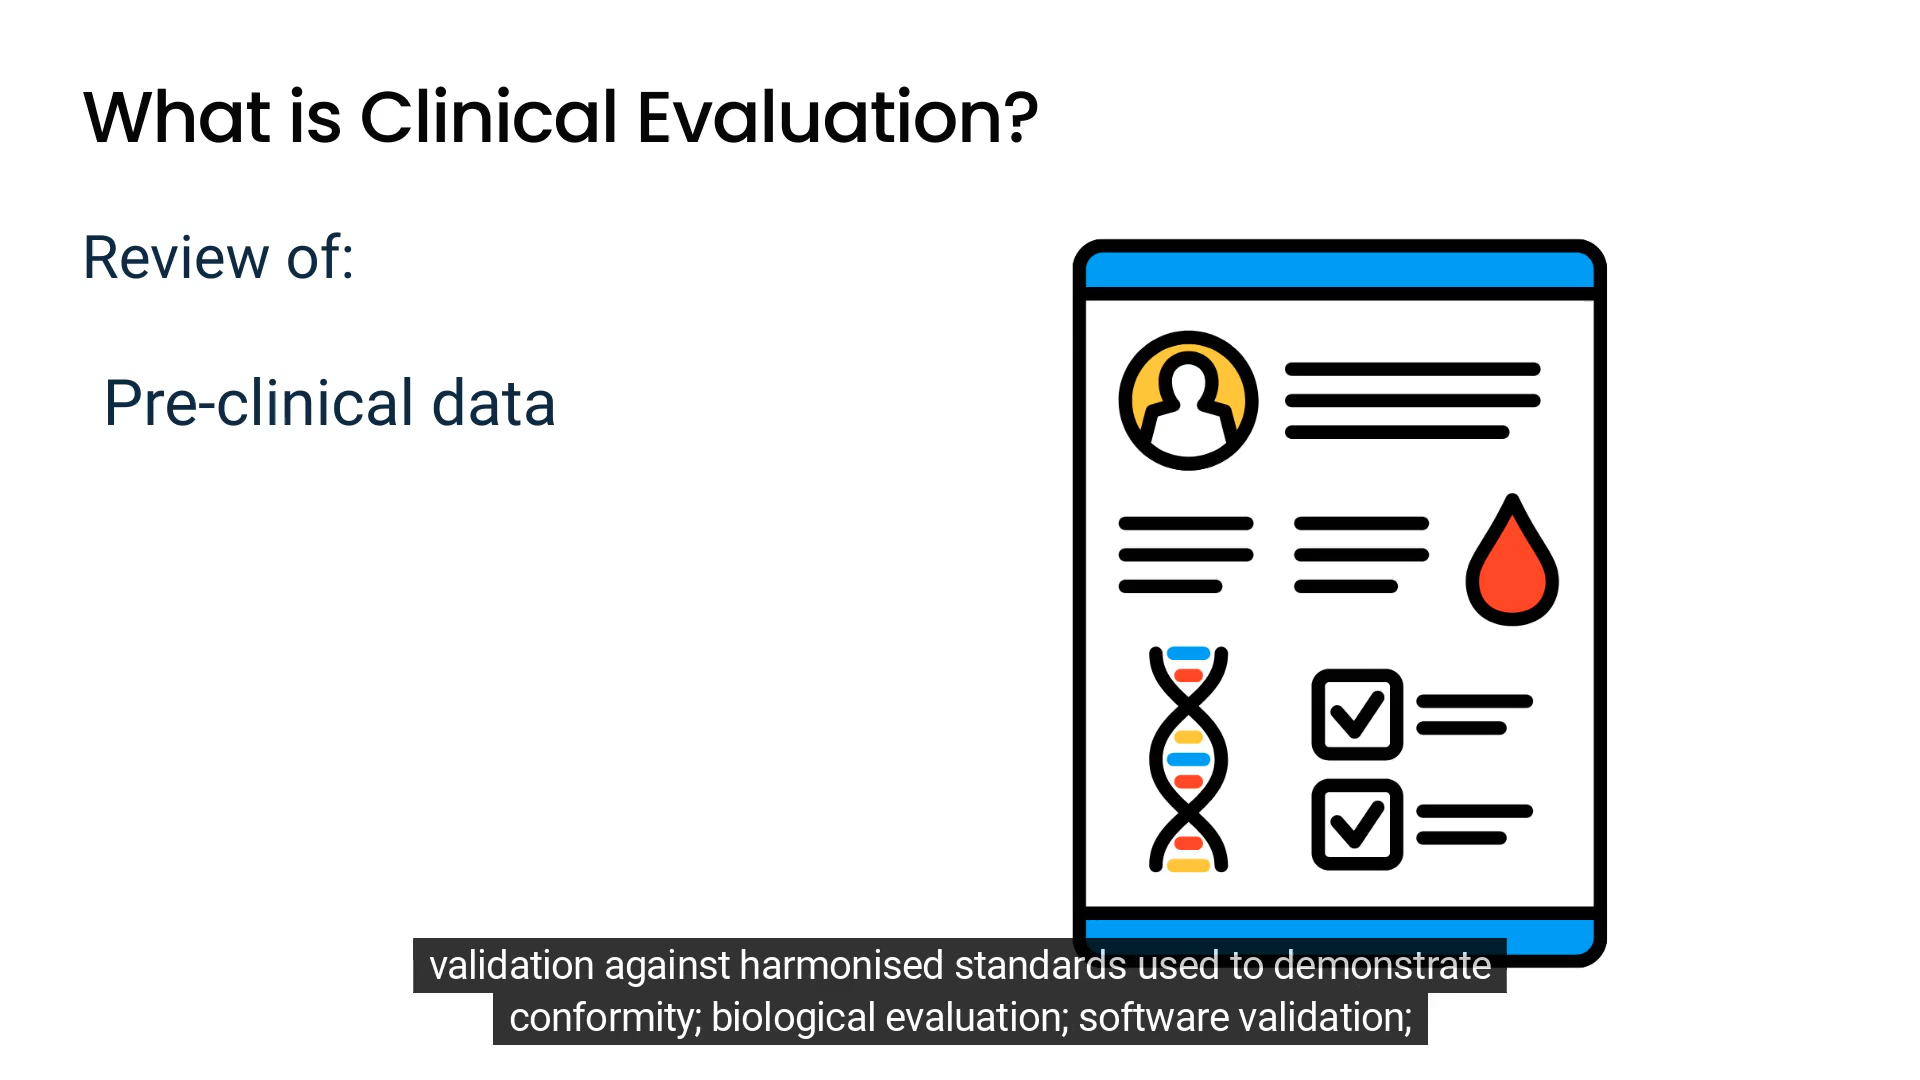 What is Clinical Evaluation?
Review of:
Pre-clinical data
validation against harmonised standards used to demonstrate
conformity; biological evaluation; software validation;